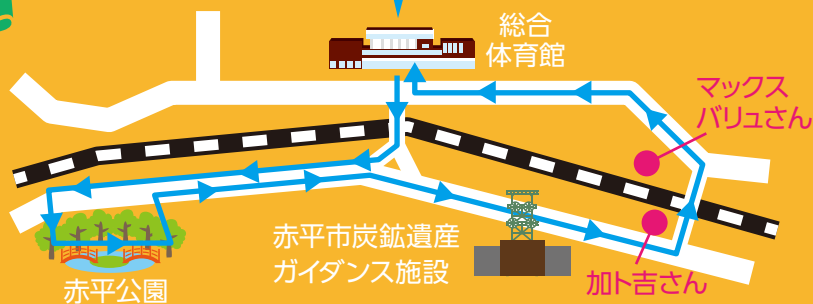 総合
体育館
マックス
バリュさん
赤平市炭鉱遺産
ガイダンス施設
加ト吉さん
赤平公園